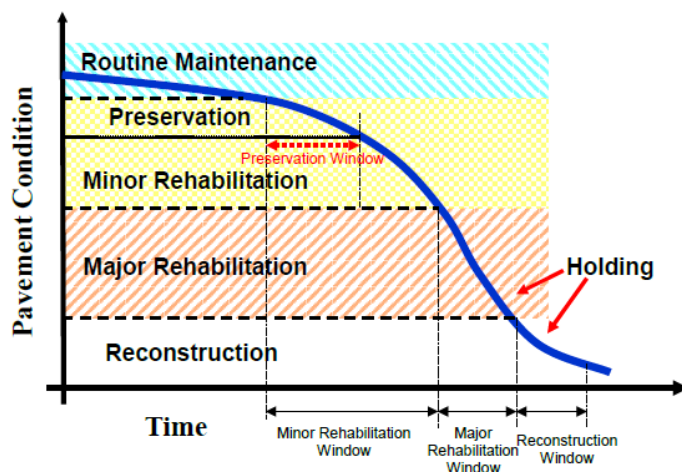 Routine Maintenance
Preservation
Preservation Window
Minor Rehabilitation
Pavement Condition
Major Rehabilitation
Holding
Reconstruction
Time
Minor Rehabilitation
Window
Major
Rehabilitation
Window
Reconstruction
Window